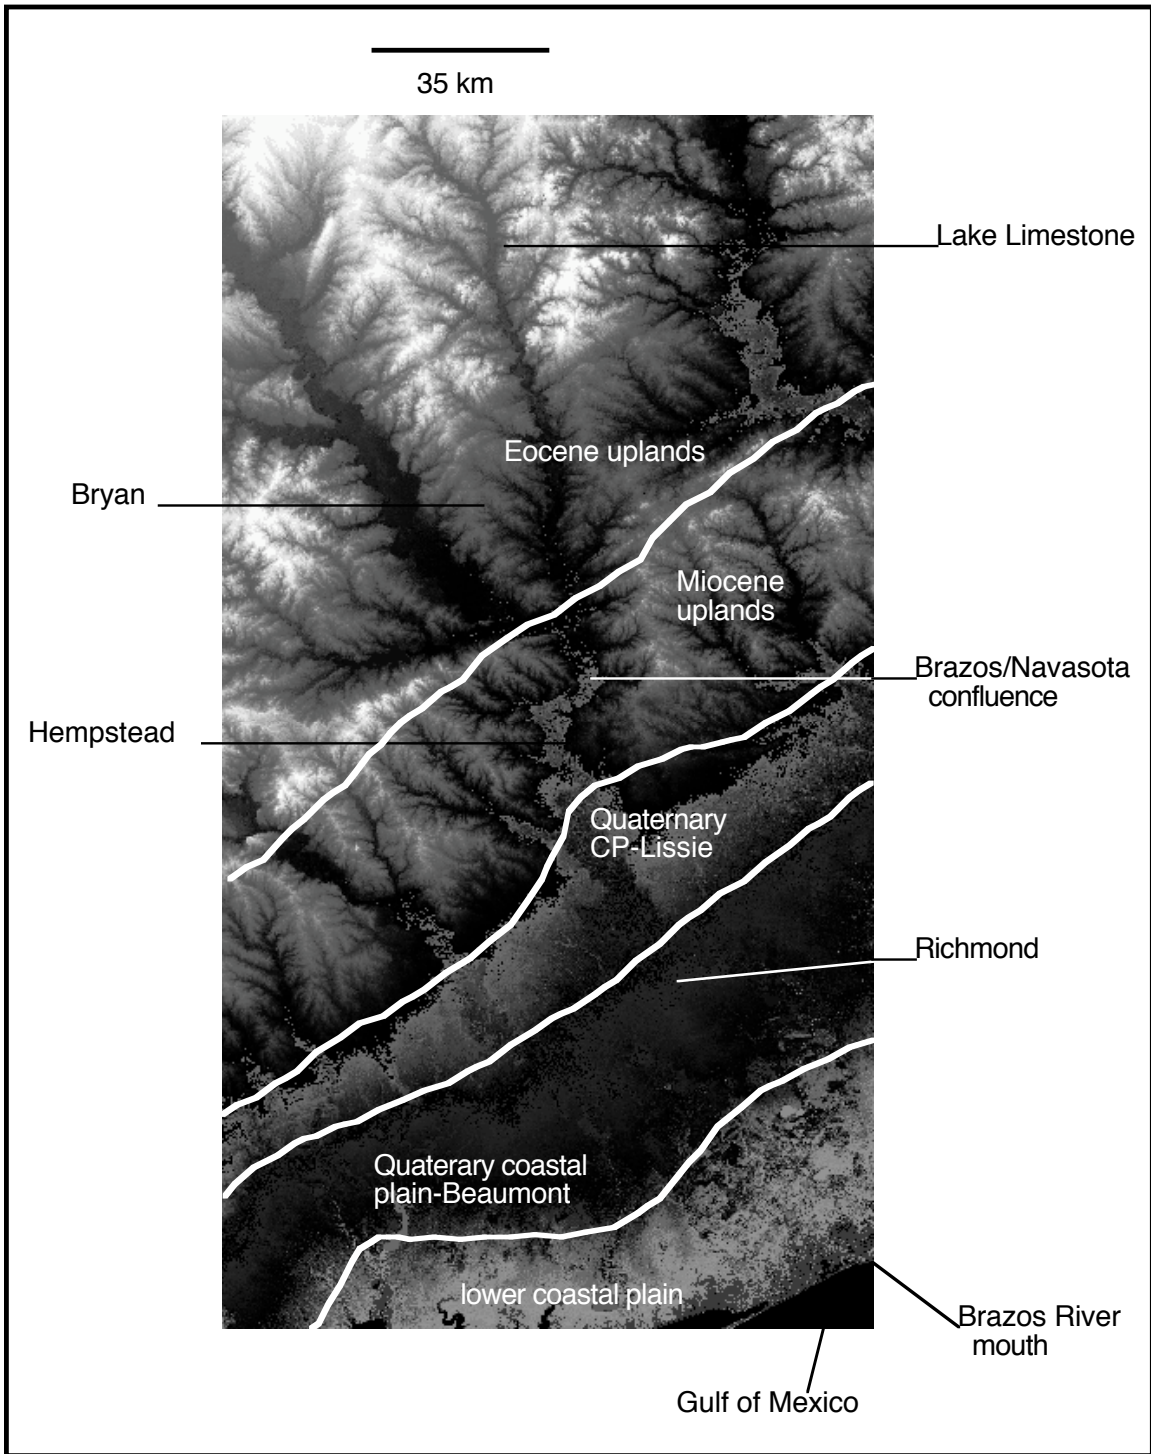 35 km
Lake Limestone
Eocene uplands
Bryan
Miocene
uplands
Brazos/Navasota
confluence
Hempstead
Quaternary
CP-Lissie
Richmond
Quaterary coastal
plain-Beaumont
lower coastal plain
Brazos River
mouth
Gulf of Mexico